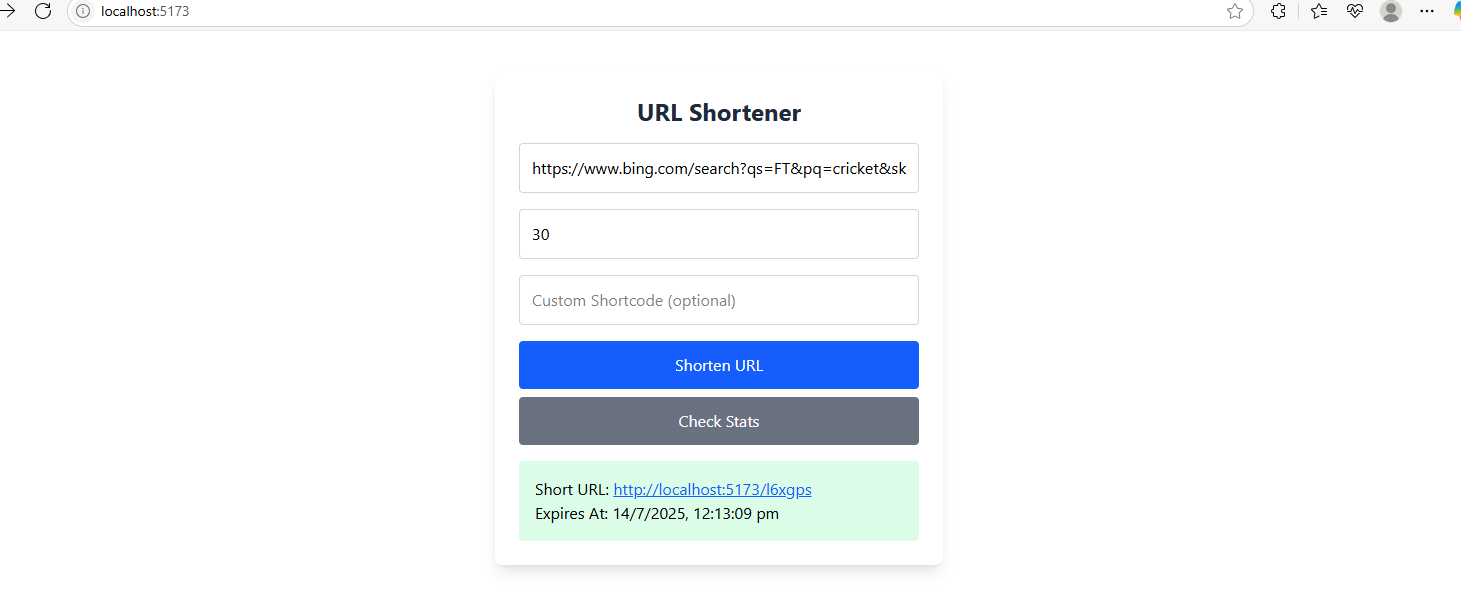 localhost:5173
URL Shortener
https://www.bing.com/search?qs=FT&pq=cricket&sk
30
Custom Shortcode (optional)
Shorten URL
Check Stats
Short URL: http://localhost:5173/l6xgps
Expires At: 14/7/2025, 12:13:09 pm